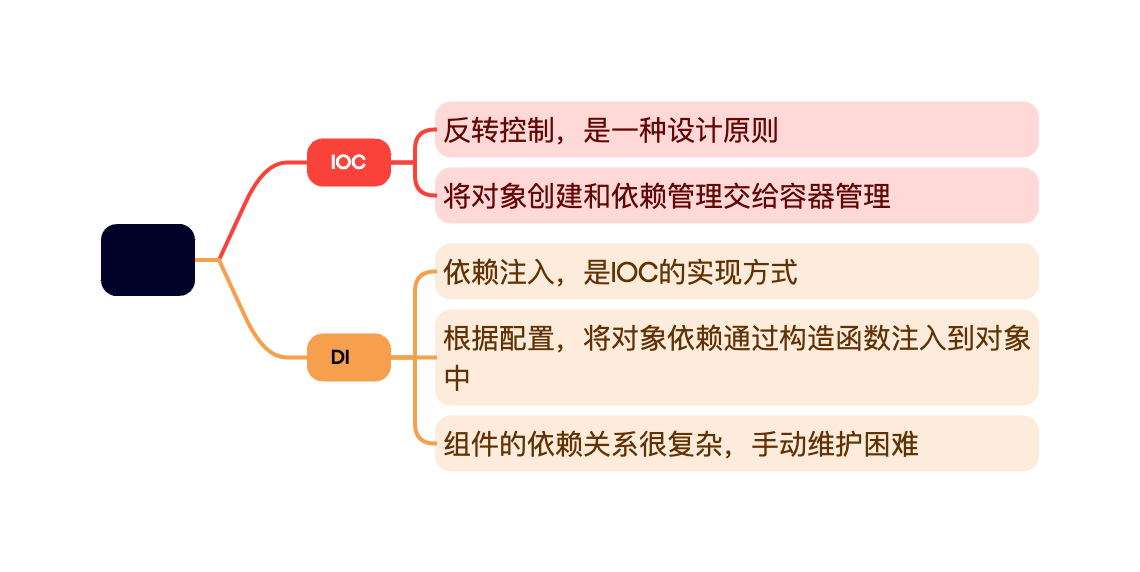 IOC
反转控制，是一种设计原则
将对象创建和依赖管理交给容器管理
DI
依赖注入，是IOC的实现方式
根据配置，将对象依赖通过构造函数注入到对象
中
组件的依赖关系很复杂，手动维护困难